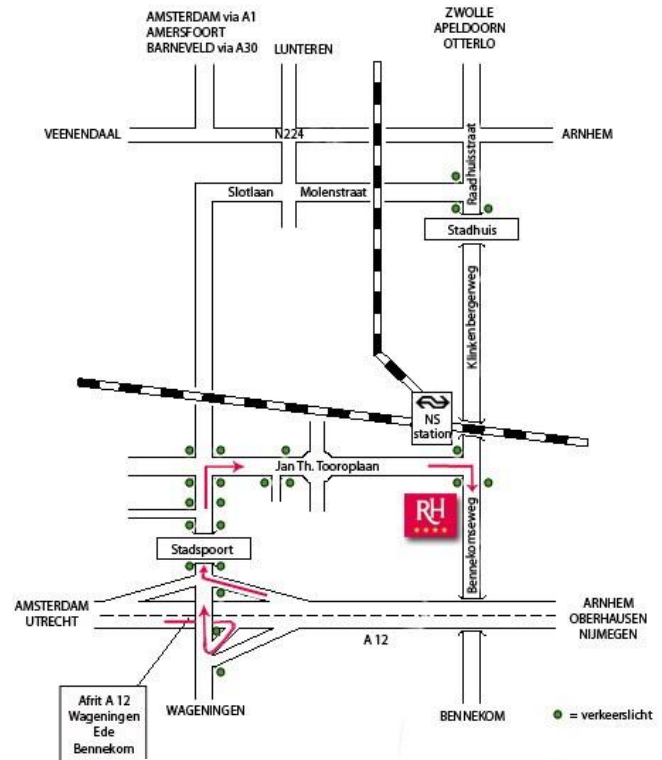 AMSTERDAM via A1
AMERSFOORT
BARNEVELD via A30
LUNTEREN
ZWOLLE
APELDOORN
OTTERLO
VEENENDAAL
N224
ARNHEM
Raadhuisstraat
Slotlaan
Molenstraat
Stadhuis
Klinkenbergerweg
NS
station
Jan Th. Tooroplaan
RH
Bennekomseweg
Stadspoort
AMSTERDAM
UTRECHT
A 12
ARNHEM
OBERHAUSEN
NIJMEGEN
Afrit A 12
Wageningen
Ede
Bennekom
WAGENINGEN
BENNEKOM
= verkeerslicht